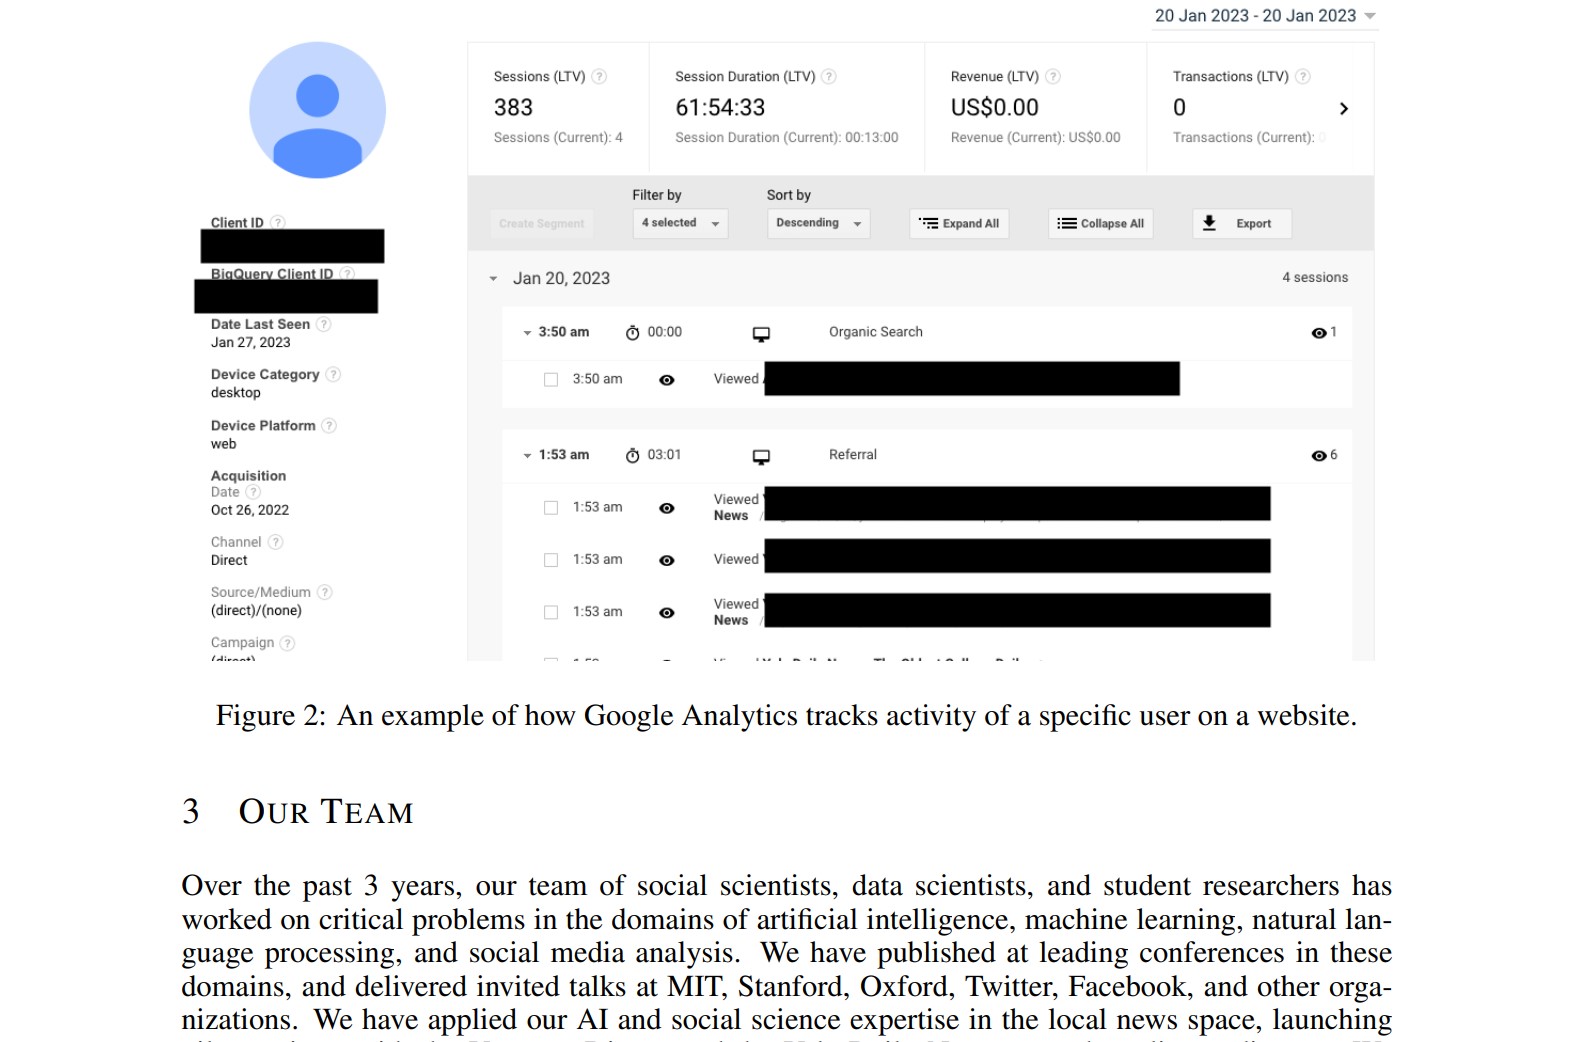 20 Jan 2023 - 20 Jan 2023
Sessions (LTV) ?
383
Sessions (Current): 4
Session Duration (LTV) ?
61:54:33
Session Duration (Current): 00:13:00
Revenue (LTV) ?
US$0.00
Revenue (Current): US$0.00
Transactions (LTV) ?
0
Transactions (Current): 0
Client ID ?
BigQuery Client ID ?
Date Last Seen ?
Jan 27, 2023
Device Category ?
desktop
Device Platform ?
web
Acquisition
Date ?
Oct 26, 2022
Channel ?
Direct
Source/Medium ?
(direct)/(none)
Campaign ?
(direct)
Filter by
Sort by
Create Segment
4 selected
Descending
Expand All
Collapse All
Export
Jan 20, 2023
4 sessions
3:50 am 00:00 Organic Search 1
3:50 am Viewed
1:53 am 03:01 Referral 6
1:53 am Viewed
News /
1:53 am Viewed
1:53 am Viewed
News /
Figure 2: An example of how Google Analytics tracks activity of a specific user on a website.
3 OUR TEAM
Over the past 3 years, our team of social scientists, data scientists, and student researchers has
worked on critical problems in the domains of artificial intelligence, machine learning, natural lan-
guage processing, and social media analysis. We have published at leading conferences in these
domains, and delivered invited talks at MIT, Stanford, Oxford, Twitter, Facebook, and other orga-
nizations. We have applied our AI and social science expertise in the local news space, launching